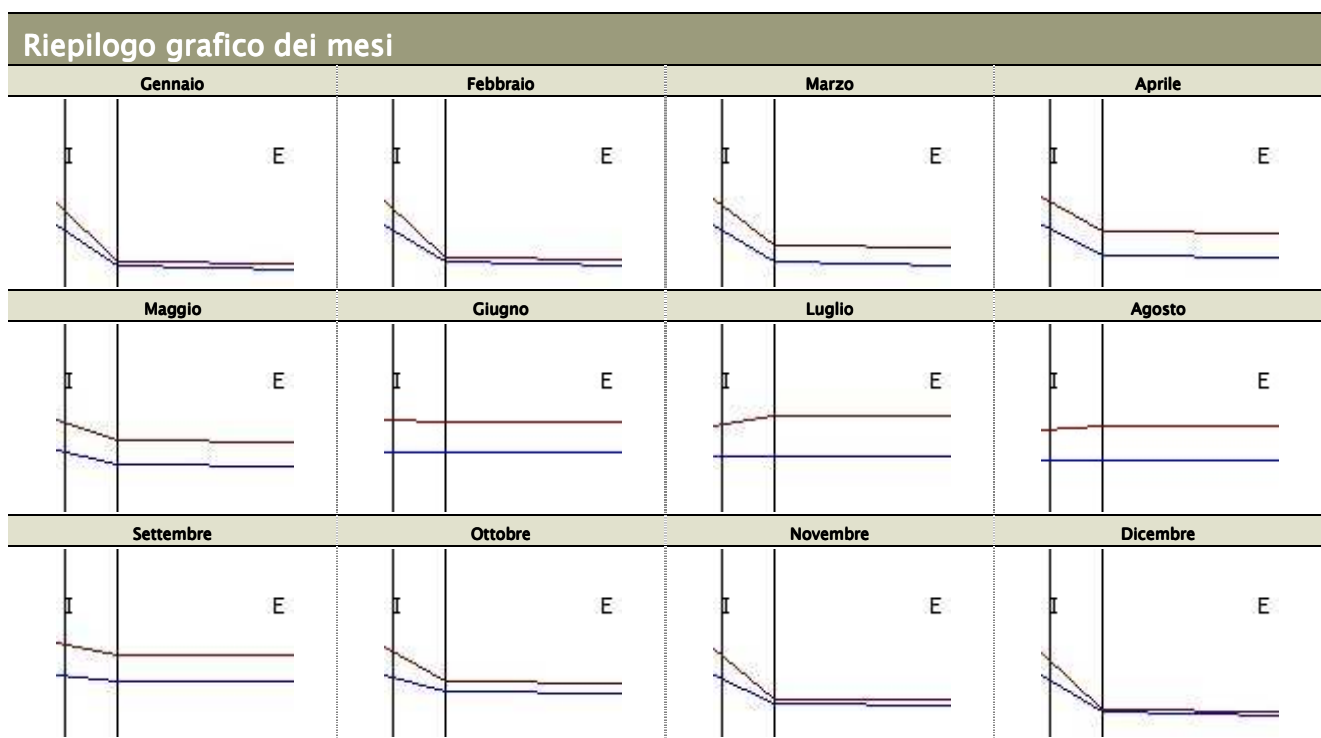 Riepilogo grafico dei mesi
Gennaio Febbraio Marzo Aprile
I E I E I E I E
Maggio Giugno Luglio Agosto
I E I E I E I E
Settembre Ottobre Novembre Dicembre
I E I E I E I E